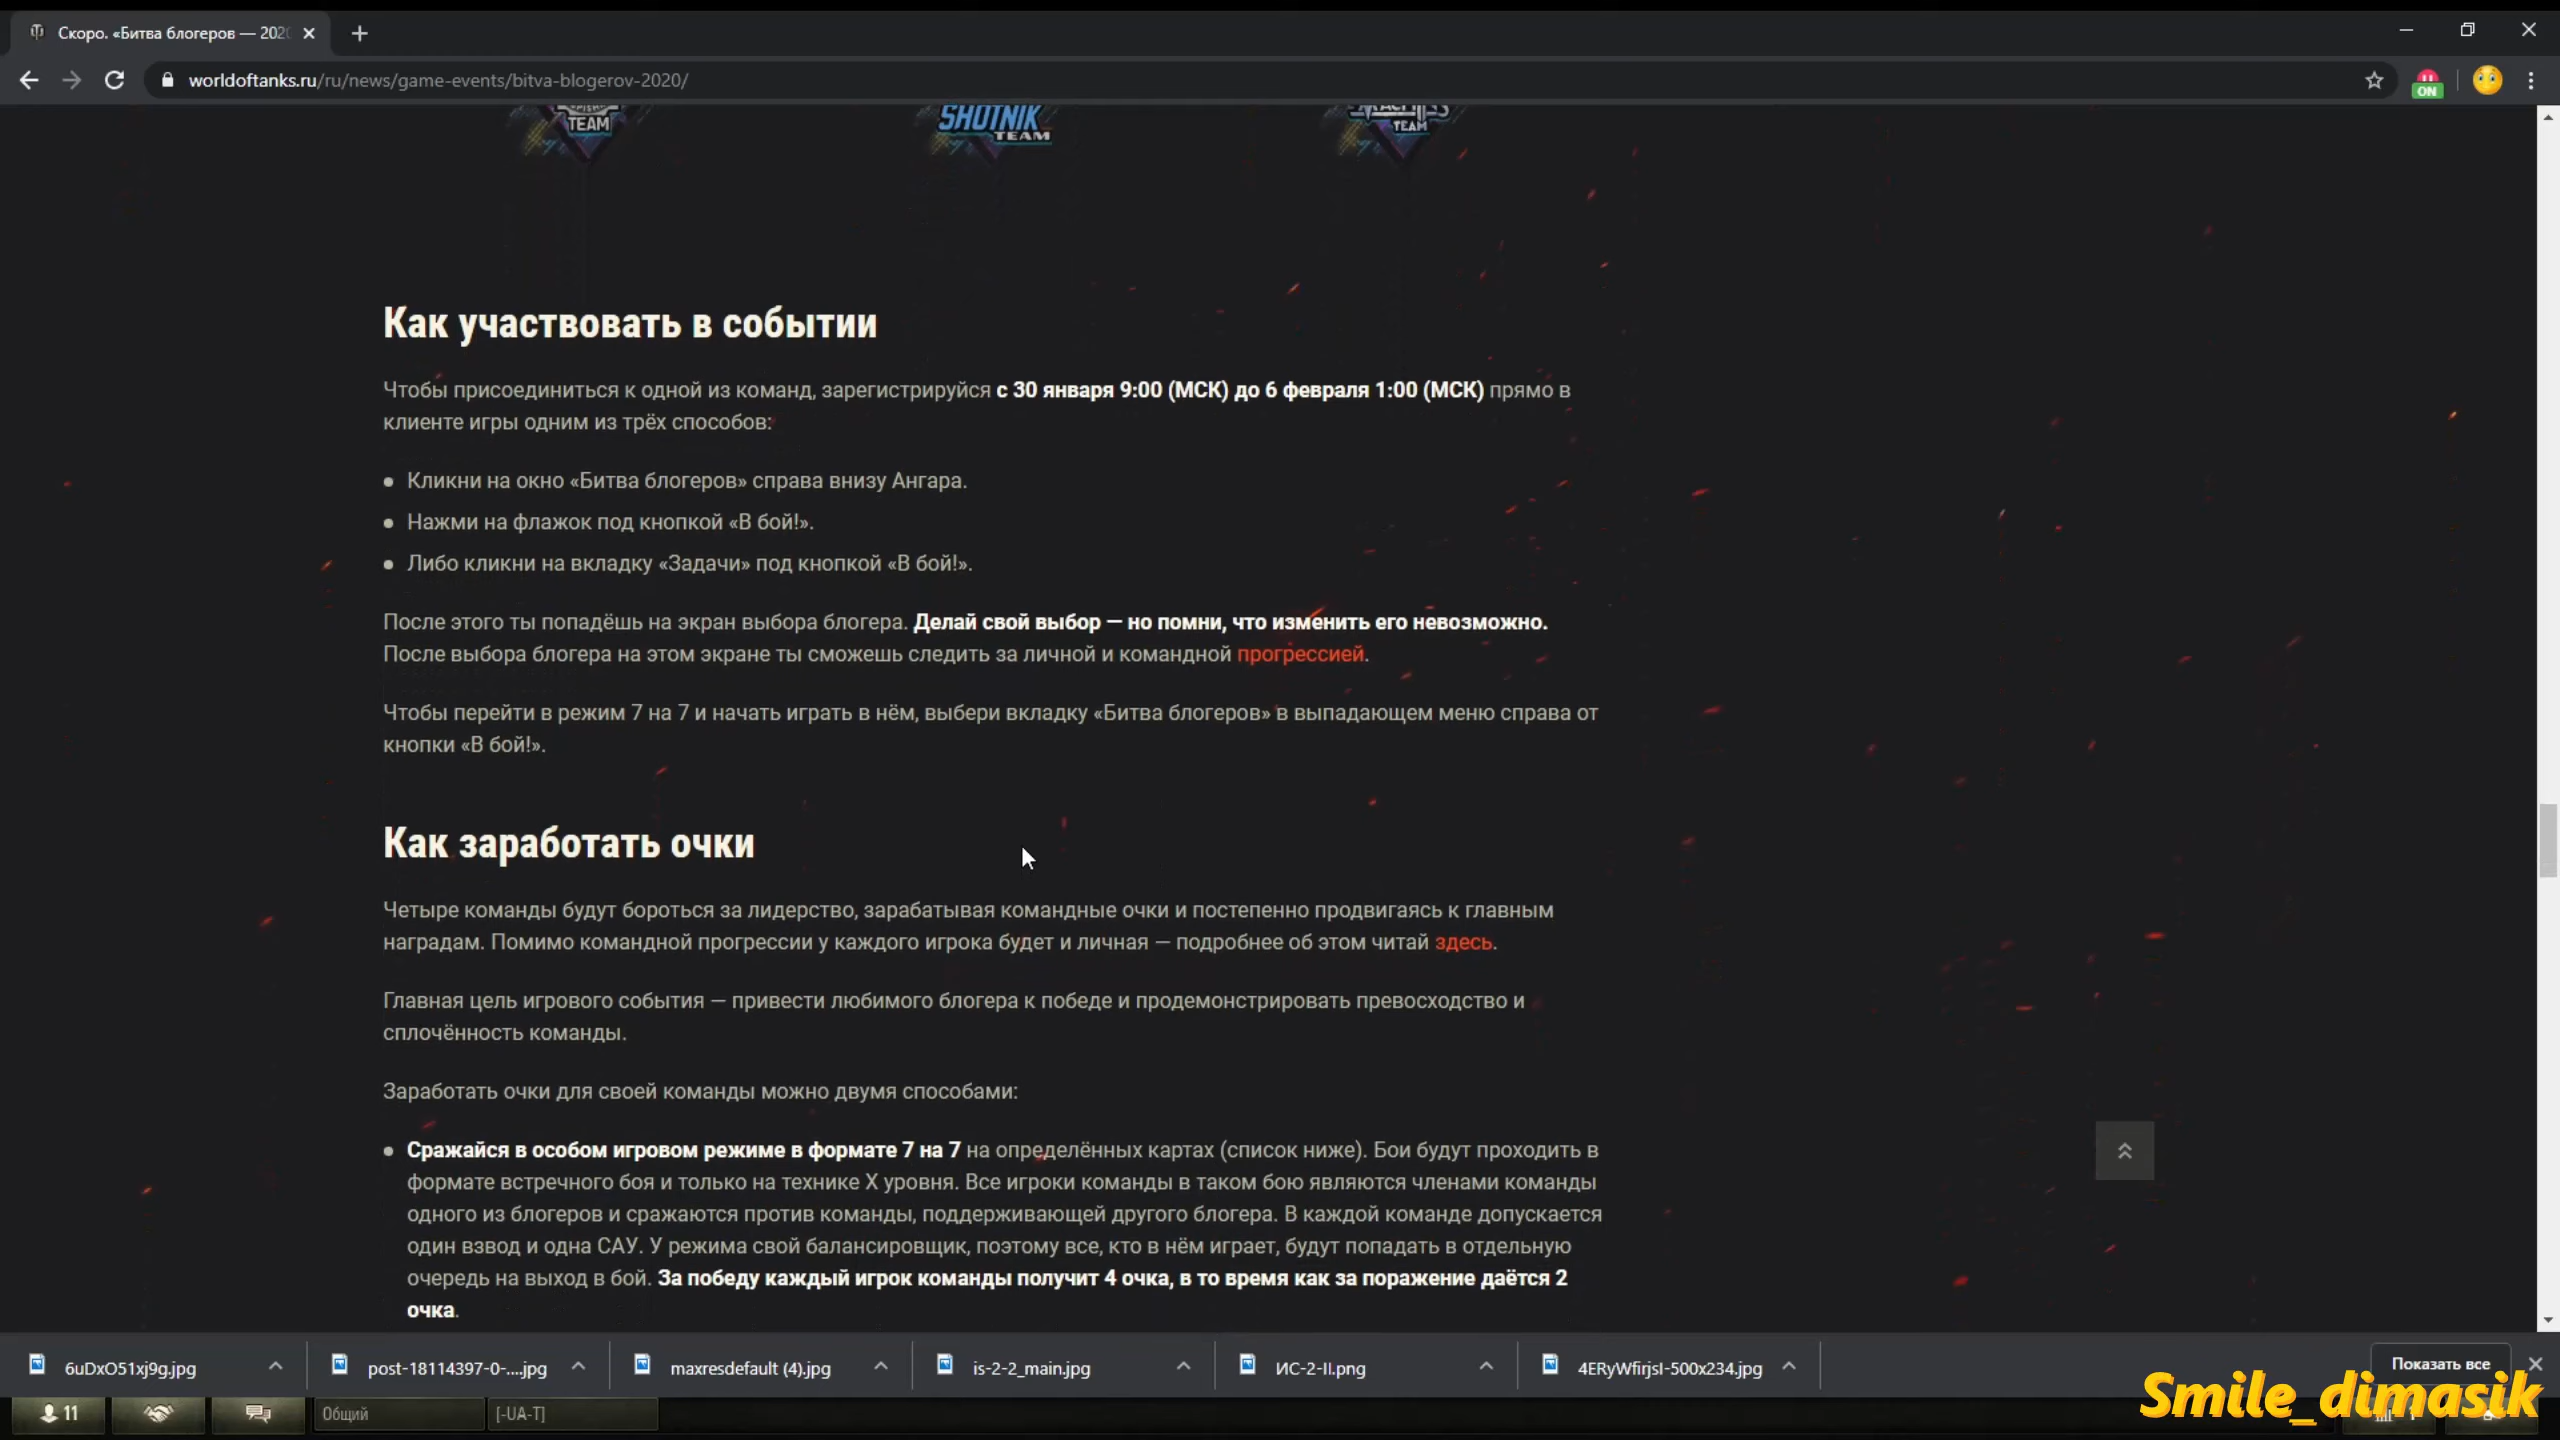 Скоро. «Битва блогеров — 202
worldoftanks.ru/ru/news/game-events/bitva-blogerov-2020/
ON
TEAM
SHOTNIK
TEAM
TEAM
Как участвовать в событии
Чтобы присоединиться к одной из команд, зарегистрируйся с 30 января 9:00 (МСК) до 6 февраля 1:00 (МСК) прямо в
клиенте игры одним из трёх способов:
Кликни на окно «Битва блогеров» справа внизу Ангара.
Нажми на флажок под кнопкой «В бой!».
Либо кликни на вкладку «Задачи» под кнопкой «В бой!».
После этого ты попадёшь на экран выбора блогера. Делай свой выбор — но помни, что изменить его невозможно.
После выбора блогера на этом экране ты сможешь следить за личной и командной прогрессией.
Чтобы перейти в режим 7 на 7 и начать играть в нём, выбери вкладку «Битва блогеров» в выпадающем меню справа от
кнопки «В бой!».
Как заработать очки
Четыре команды будут бороться за лидерство, зарабатывая командные очки и постепенно продвигаясь к главным
наградам. Помимо командной прогрессии у каждого игрока будет и личная — подробнее об этом читай здесь.
Главная цель игрового события — привести любимого блогера к победе и продемонстрировать превосходство и
сплочённость команды.
Заработать очки для своей команды можно двумя способами:
Сражайся в особом игровом режиме в формате 7 на 7 на определённых картах (список ниже). Бои будут проходить в
формате встречного боя и только на технике X уровня. Все игроки команды в таком бою являются членами команды
одного из блогеров и сражаются против команды, поддерживающей другого блогера. В каждой команде допускается
один взвод и одна САУ. У режима свой балансировщик, поэтому все, кто в нём играет, будут попадать в отдельную
очередь на выход в бой. За победу каждый игрок команды получит 4 очка, в то время как за поражение даётся 2
очка.
6uDxO51xj9g.jpg
post-18114397-0-....jpg
maxresdefault (4).jpg
is-2-2_main.jpg
ИС-2-II.png
4ERyWfirjsI-500x234.jpg
Показать все
11
Общий
[-UA-T]
Smile_dimasik